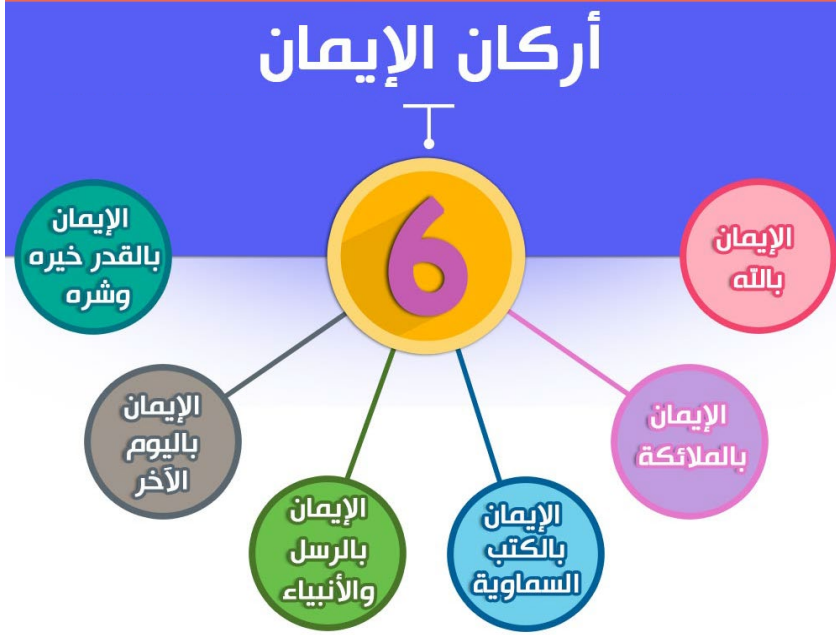 أركان الإيمان
6
الإيمان
بالله
الإيمان
بالملائكة
الإيمان
بالكتب
السماوية
الإيمان
بالرسل
والأنبياء
الإيمان
باليوم
الآخر
الإيمان
بالقدر خيره
وشره